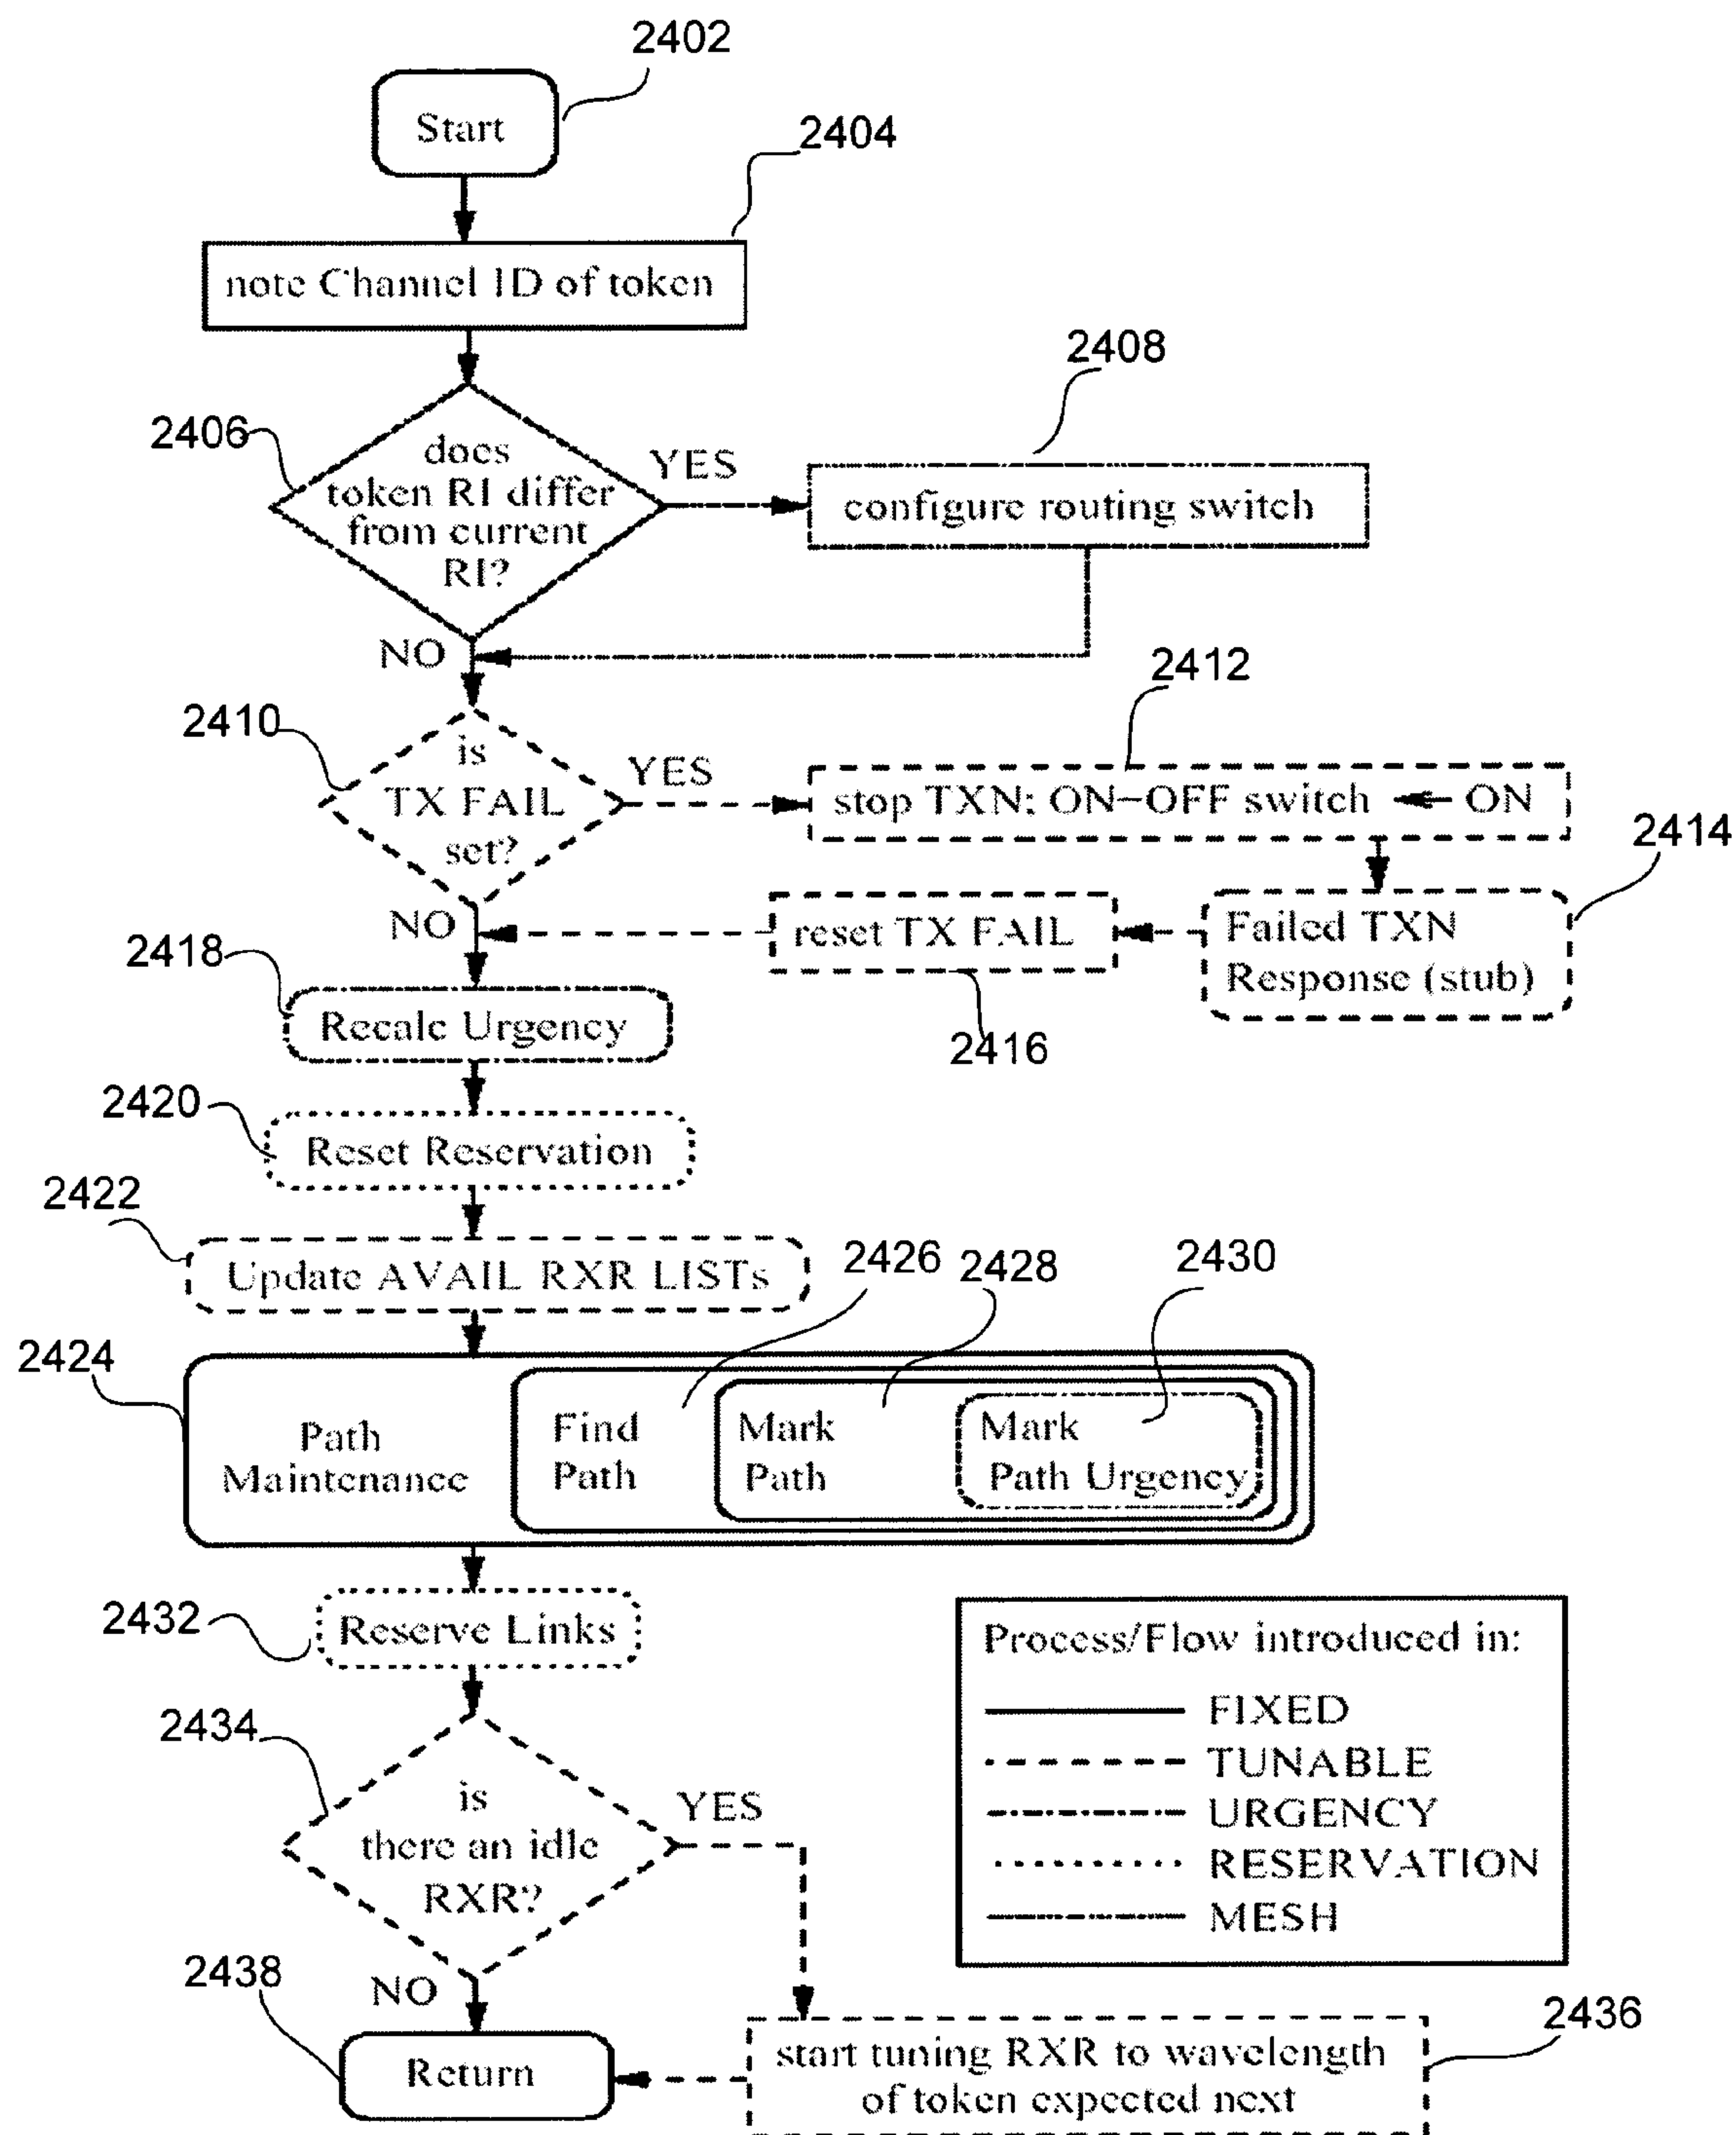 2402
Start
2404
note Channel ID of token
2406
does
token RI differ
from current
RI?
YES
2408
configure routing switch
NO
2410
is
TX FAIL
set?
YES
2412
stop TXN; ON-OFF switch ← ON
2414
Failed TXN
Response (stub)
reset TX FAIL
2416
NO
2418
Recalc Urgency
2420
Reset Reservation
2422
Update AVAIL RXR LISTs
2424
Path
Maintenance
2426
Find
Path
2428
Mark
Path
2430
Mark
Path Urgency
2432
Reserve Links
2434
is
there an idle
RXR?
YES
NO
2438
Return
2436
start tuning RXR to wavelength
of token expected next
Process/Flow introduced in:
FIXED
TUNABLE
URGENCY
RESERVATION
MESH